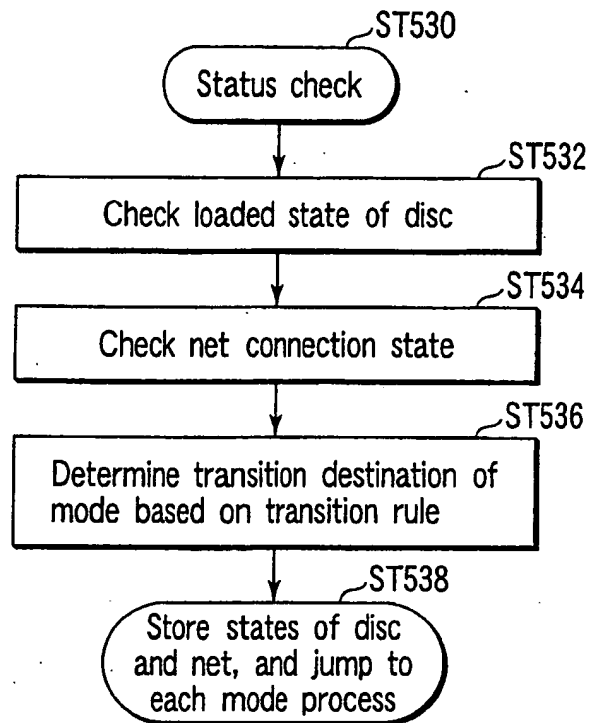 ST530
Status check
ST532
Check loaded state of disc
ST534
Check net connection state
ST536
Determine transition destination of
mode based on transition rule
ST538
Store states of disc
and net, and jump to
each mode process